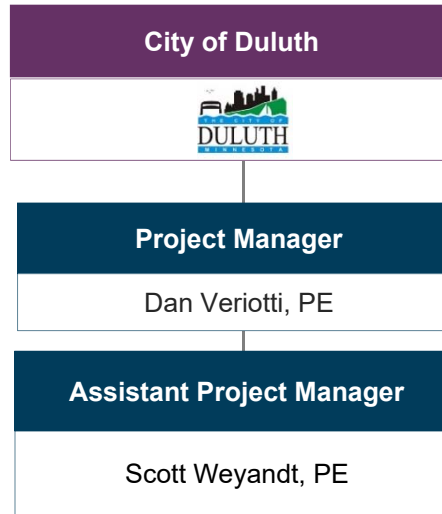 City of Duluth
THE CITY OF
DULUTH
MINNESOTA
Project Manager
Dan Veriotti, PE
Assistant Project Manager
Scott Weyandt, PE